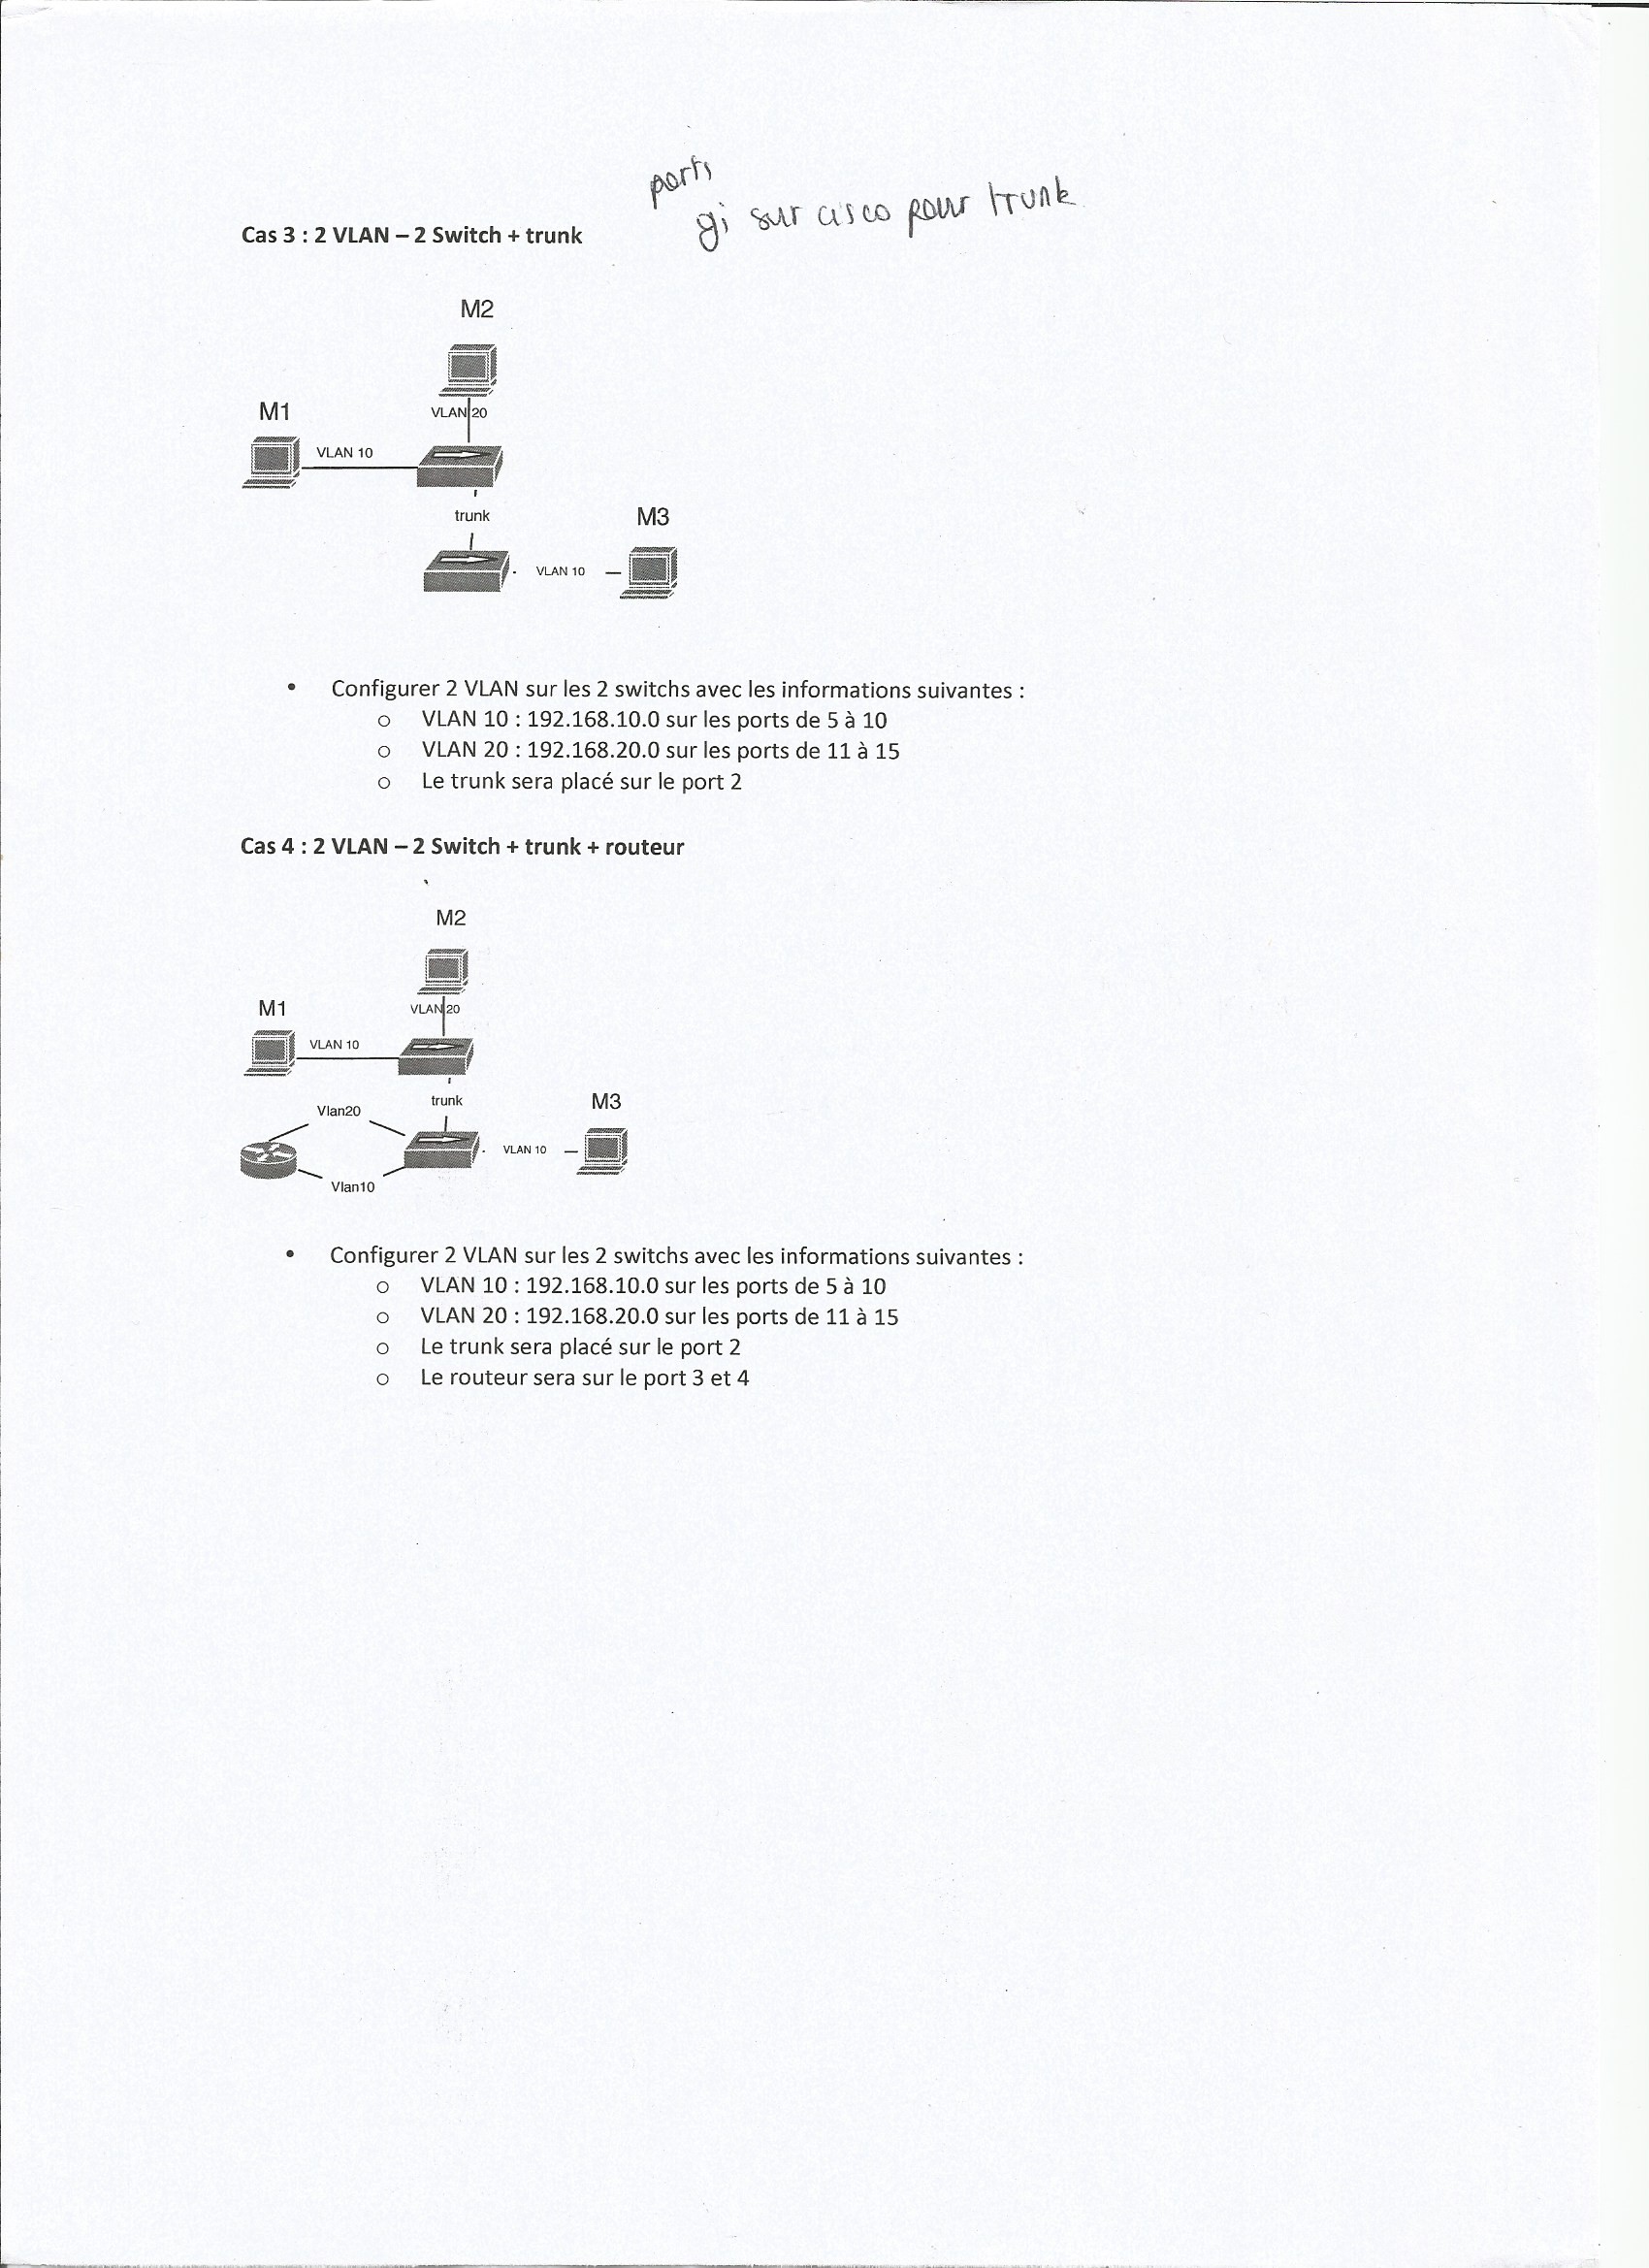 ports
gi sur cisco pour trunk
Cas 3 : 2 VLAN – 2 Switch + trunk
M2
M1
VLAN 20
VLAN 10
trunk
M3
VLAN 10
• Configurer 2 VLAN sur les 2 switchs avec les informations suivantes :
o VLAN 10 : 192.168.10.0 sur les ports de 5 à 10
o VLAN 20 : 192.168.20.0 sur les ports de 11 à 15
o Le trunk sera placé sur le port 2
Cas 4 : 2 VLAN – 2 Switch + trunk + routeur
M2
M1
VLAN 20
VLAN 10
trunk
M3
Vlan20
VLAN 10
Vlan10
• Configurer 2 VLAN sur les 2 switchs avec les informations suivantes :
o VLAN 10 : 192.168.10.0 sur les ports de 5 à 10
o VLAN 20 : 192.168.20.0 sur les ports de 11 à 15
o Le trunk sera placé sur le port 2
o Le routeur sera sur le port 3 et 4